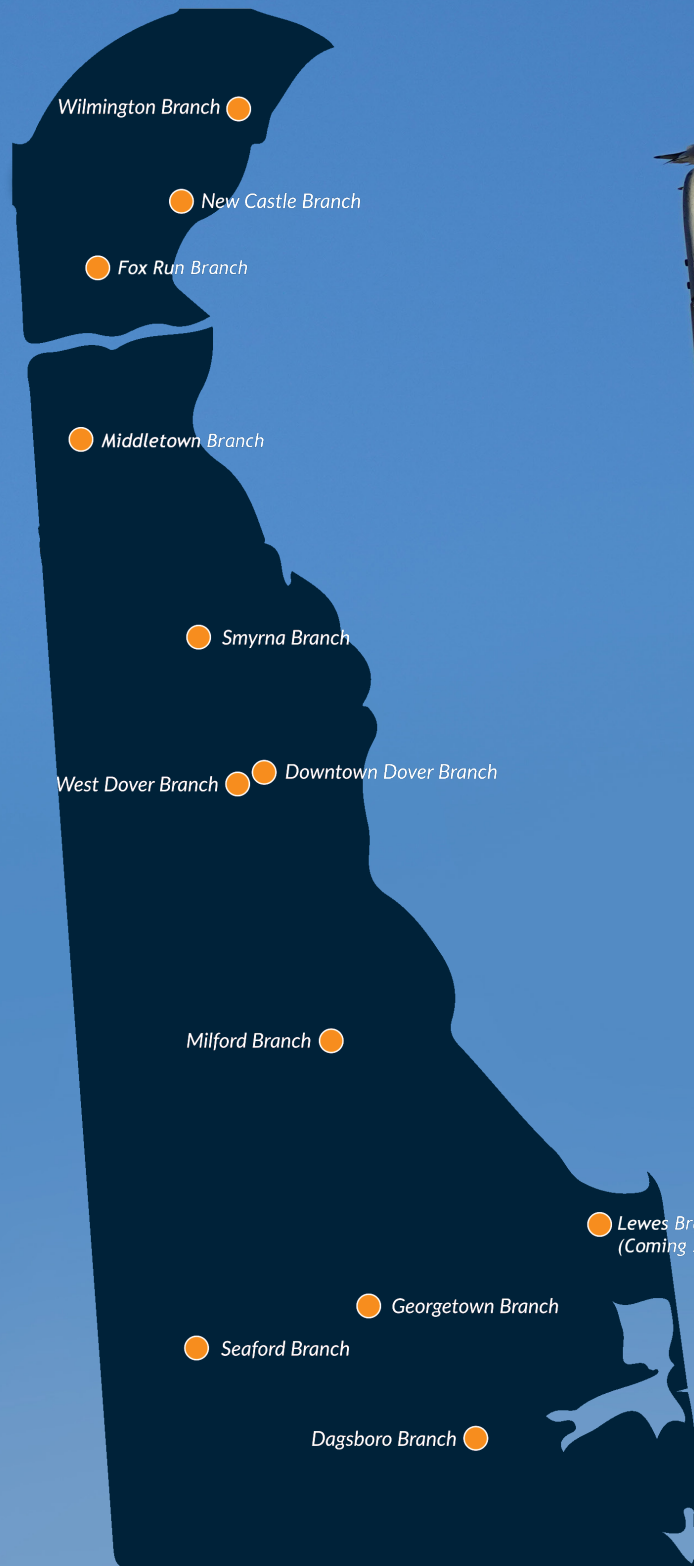 Wilmington Branch
New Castle Branch
Fox Run Branch
Middletown Branch
Smyrna Branch
Downtown Dover Branch
West Dover Branch
Milford Branch
Lewes
(Coming
Georgetown Branch
Seaford Branch
Dagsboro Branch